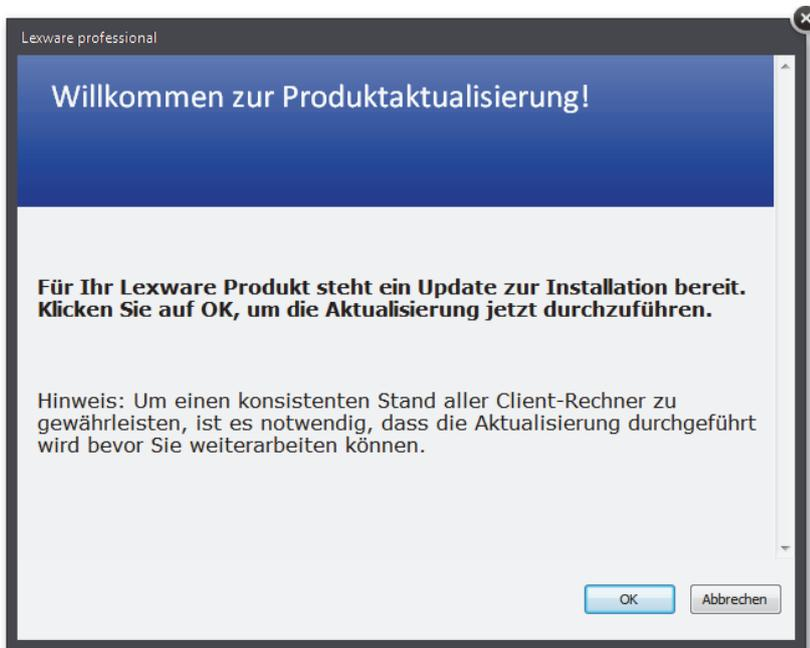 Lexware professional
Willkommen zur Produktaktualisierung!
Für Ihr Lexware Produkt steht ein Update zur Installation bereit.
Klicken Sie auf OK, um die Aktualisierung jetzt durchzuführen.
Hinweis: Um einen konsistenten Stand aller Client-Rechner zu
gewährleisten, ist es notwendig, dass die Aktualisierung durchgeführt
wird bevor Sie weiterarbeiten können.
OK
Abbrechen